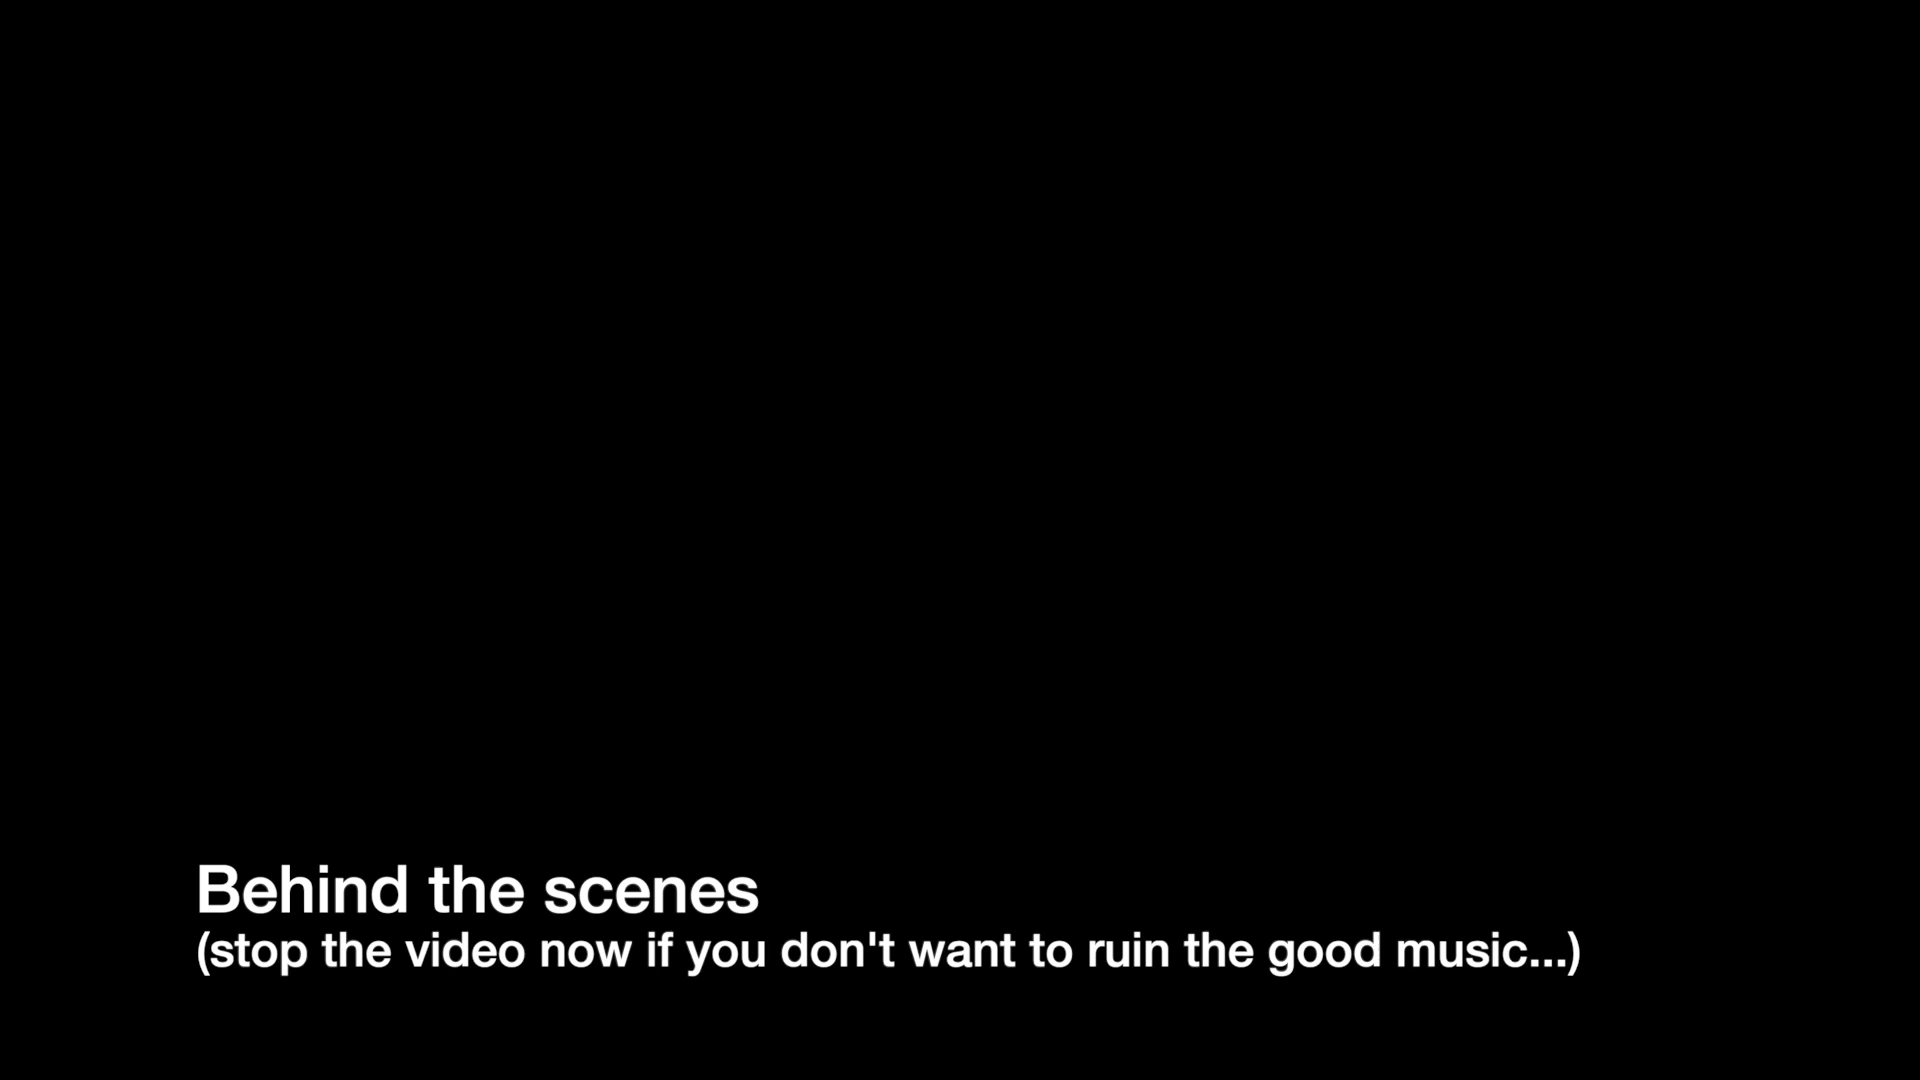 Behind the scenes
(stop the video now if you don't want to ruin the good music...)